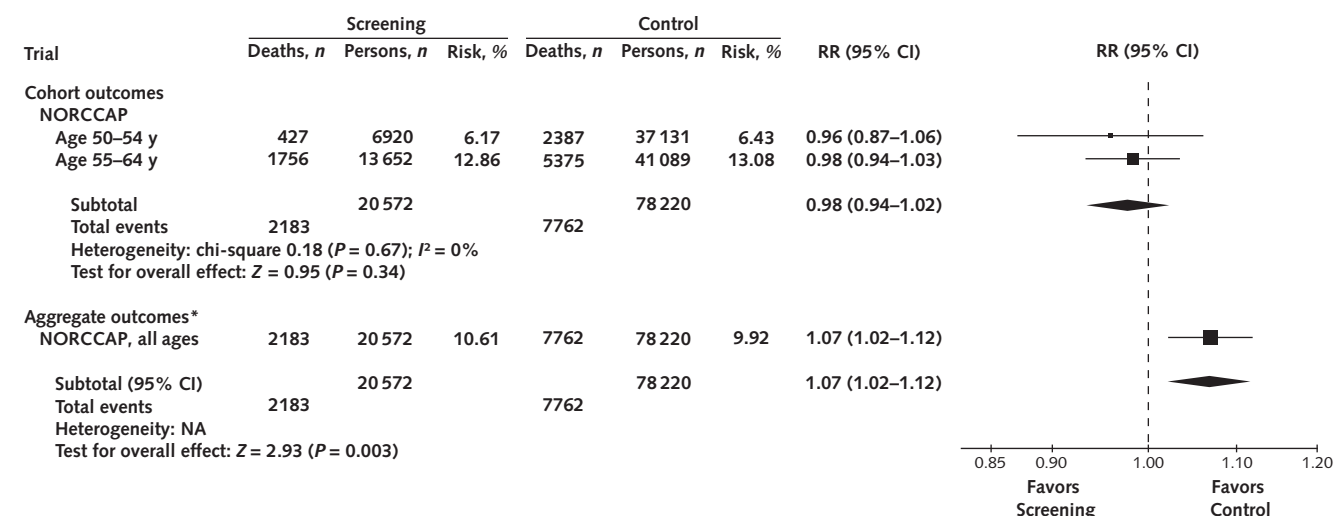 Screening Control
Trial Deaths, n Persons, n Risk, % Deaths, n Persons, n Risk, % RR (95% CI) RR (95% CI)
Cohort outcomes
NORCCAP
Age 50–54 y 427 6920 6.17 2387 37 131 6.43 0.96 (0.87–1.06)
Age 55–64 y 1756 13 652 12.86 5375 41 089 13.08 0.98 (0.94–1.03)
Subtotal 20 572 78 220 0.98 (0.94–1.02)
Total events 2183 7762
Heterogeneity: chi-square 0.18 (P = 0.67); I² = 0%
Test for overall effect: Z = 0.95 (P = 0.34)
Aggregate outcomes*
NORCCAP, all ages 2183 20 572 10.61 7762 78 220 9.92 1.07 (1.02–1.12)
Subtotal (95% CI) 20 572 78 220 1.07 (1.02–1.12)
Total events 2183 7762
Heterogeneity: NA
Test for overall effect: Z = 2.93 (P = 0.003)
0.85 0.90 1.00 1.10 1.20
Favors Favors
Screening Control